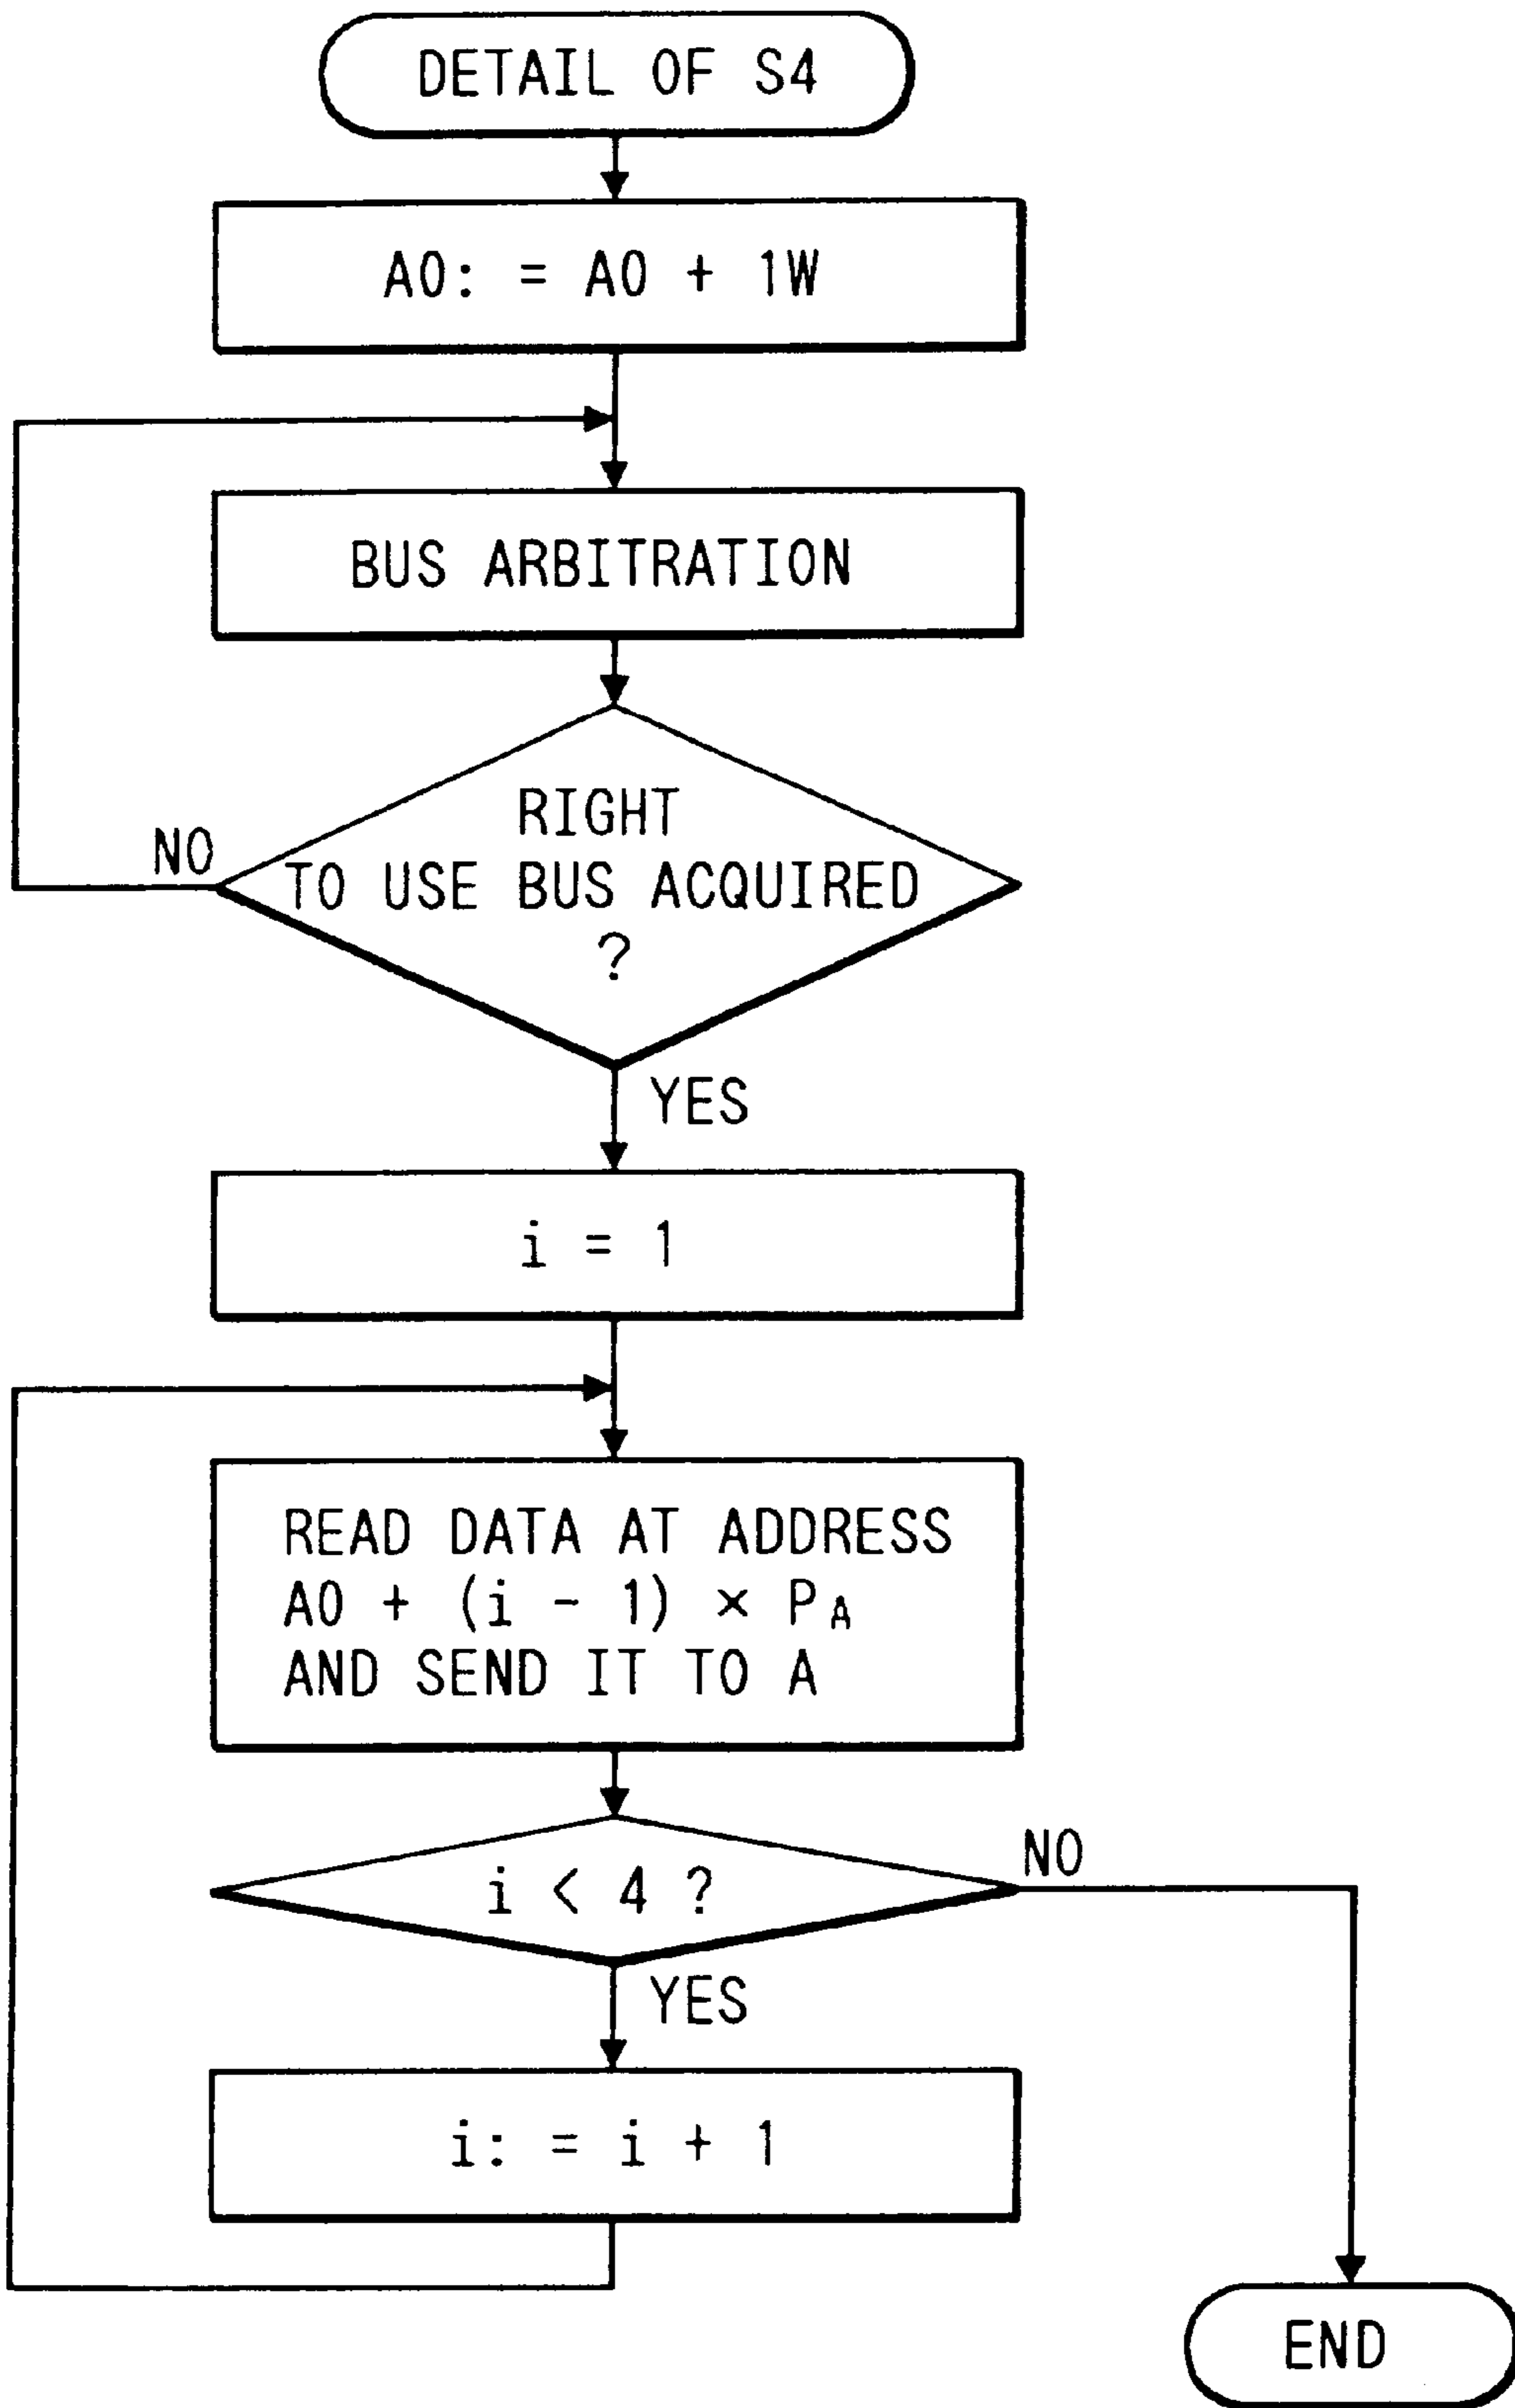 DETAIL OF S4
A0: = A0 + 1W
BUS ARBITRATION
RIGHT
NO
TO USE BUS ACQUIRED
?
YES
i = 1
READ DATA AT ADDRESS
A0 + (i - 1) × PA
AND SEND IT TO A
NO
i < 4 ?
YES
i: = i + 1
END